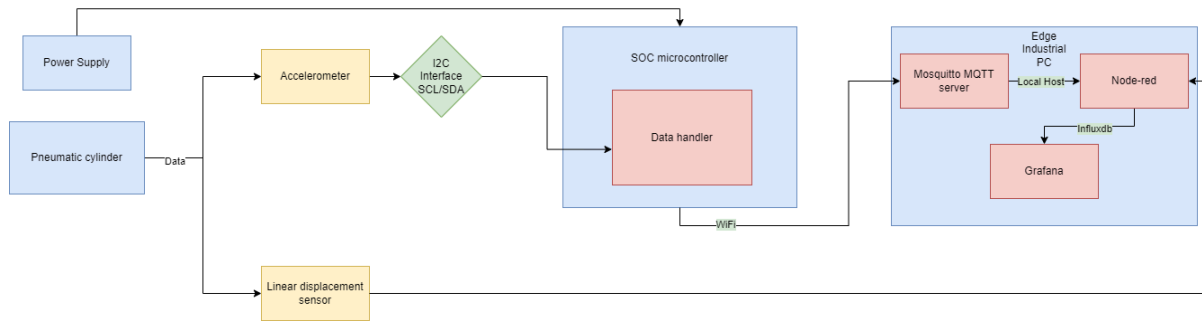 Power Supply
Pneumatic cylinder
Data
Accelerometer
I2C
Interface
SCL/SDA
Linear displacement
sensor
SOC microcontroller
Data handler
WiFi
Edge
Industrial
PC
Mosquitto MQTT
server
Local Host
Node-red
Influxdb
Grafana